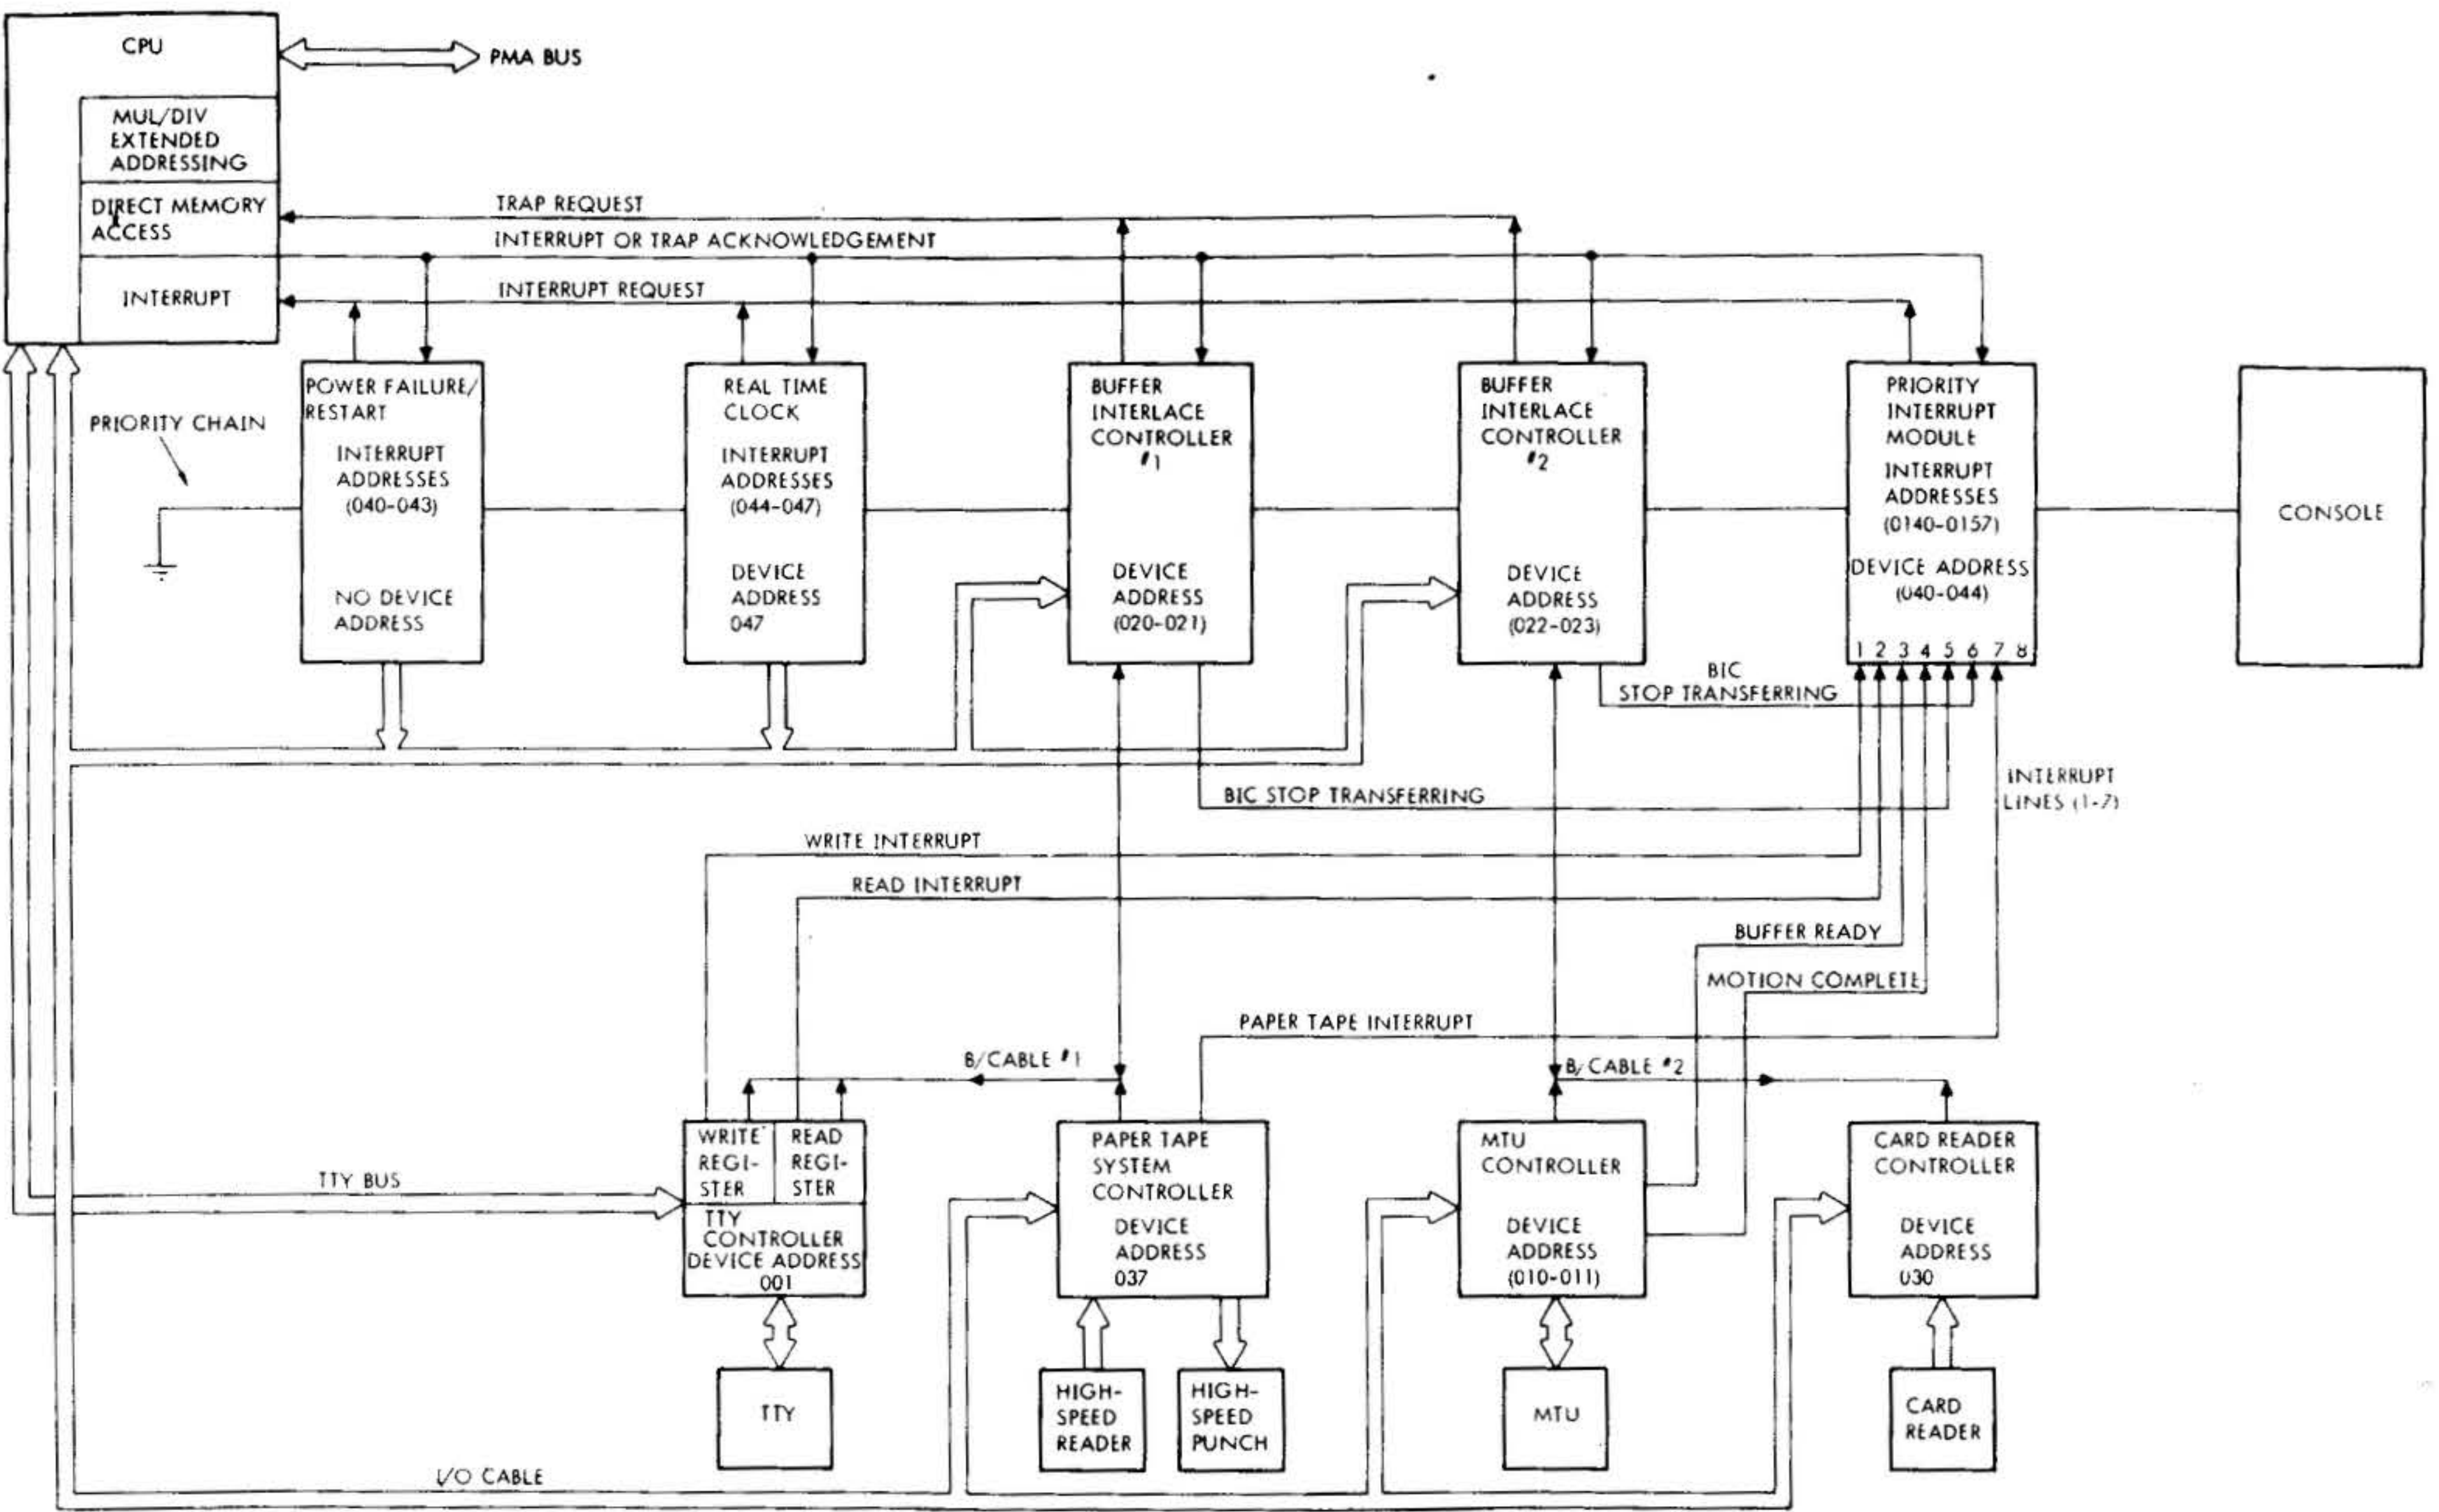 CPU
PMA BUS
MUL/DIV
EXTENDED
ADDRESSING
DIRECT MEMORY
ACCESS
INTERRUPT
TRAP REQUEST
INTERRUPT OR TRAP ACKNOWLEDGEMENT
INTERRUPT REQUEST
PRIORITY CHAIN
POWER FAILURE/
RESTART
INTERRUPT
ADDRESSES
(040-043)
NO DEVICE
ADDRESS
REAL TIME
CLOCK
INTERRUPT
ADDRESSES
(044-047)
DEVICE
ADDRESS
047
BUFFER
INTERLACE
CONTROLLER
#1
DEVICE
ADDRESS
(020-021)
BUFFER
INTERLACE
CONTROLLER
#2
DEVICE
ADDRESS
(022-023)
PRIORITY
INTERRUPT
MODULE
INTERRUPT
ADDRESSES
(0140-0157)
DEVICE ADDRESS
(040-044)
1 2 3 4 5 6 7 8
CONSOLE
BIC
STOP TRANSFERRING
BIC STOP TRANSFERRING
INTERRUPT
LINES (1-7)
WRITE INTERRUPT
READ INTERRUPT
BUFFER READY
MOTION COMPLETE
PAPER TAPE INTERRUPT
B/CABLE #1
B/CABLE #2
TTY BUS
WRITE
REGI-
STER
READ
REGI-
STER
TTY
CONTROLLER
DEVICE ADDRESS
001
PAPER TAPE
SYSTEM
CONTROLLER
DEVICE
ADDRESS
037
MTU
CONTROLLER
DEVICE
ADDRESS
(010-011)
CARD READER
CONTROLLER
DEVICE
ADDRESS
030
TTY
HIGH-
SPEED
READER
HIGH-
SPEED
PUNCH
MTU
CARD
READER
I/O CABLE